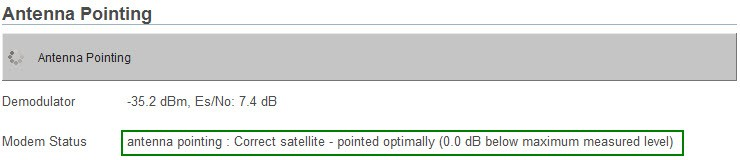 Antenna Pointing
Antenna Pointing
Demodulator -35.2 dBm, Es/No: 7.4 dB
Modem Status antenna pointing : Correct satellite - pointed optimally (0.0 dB below maximum measured level)